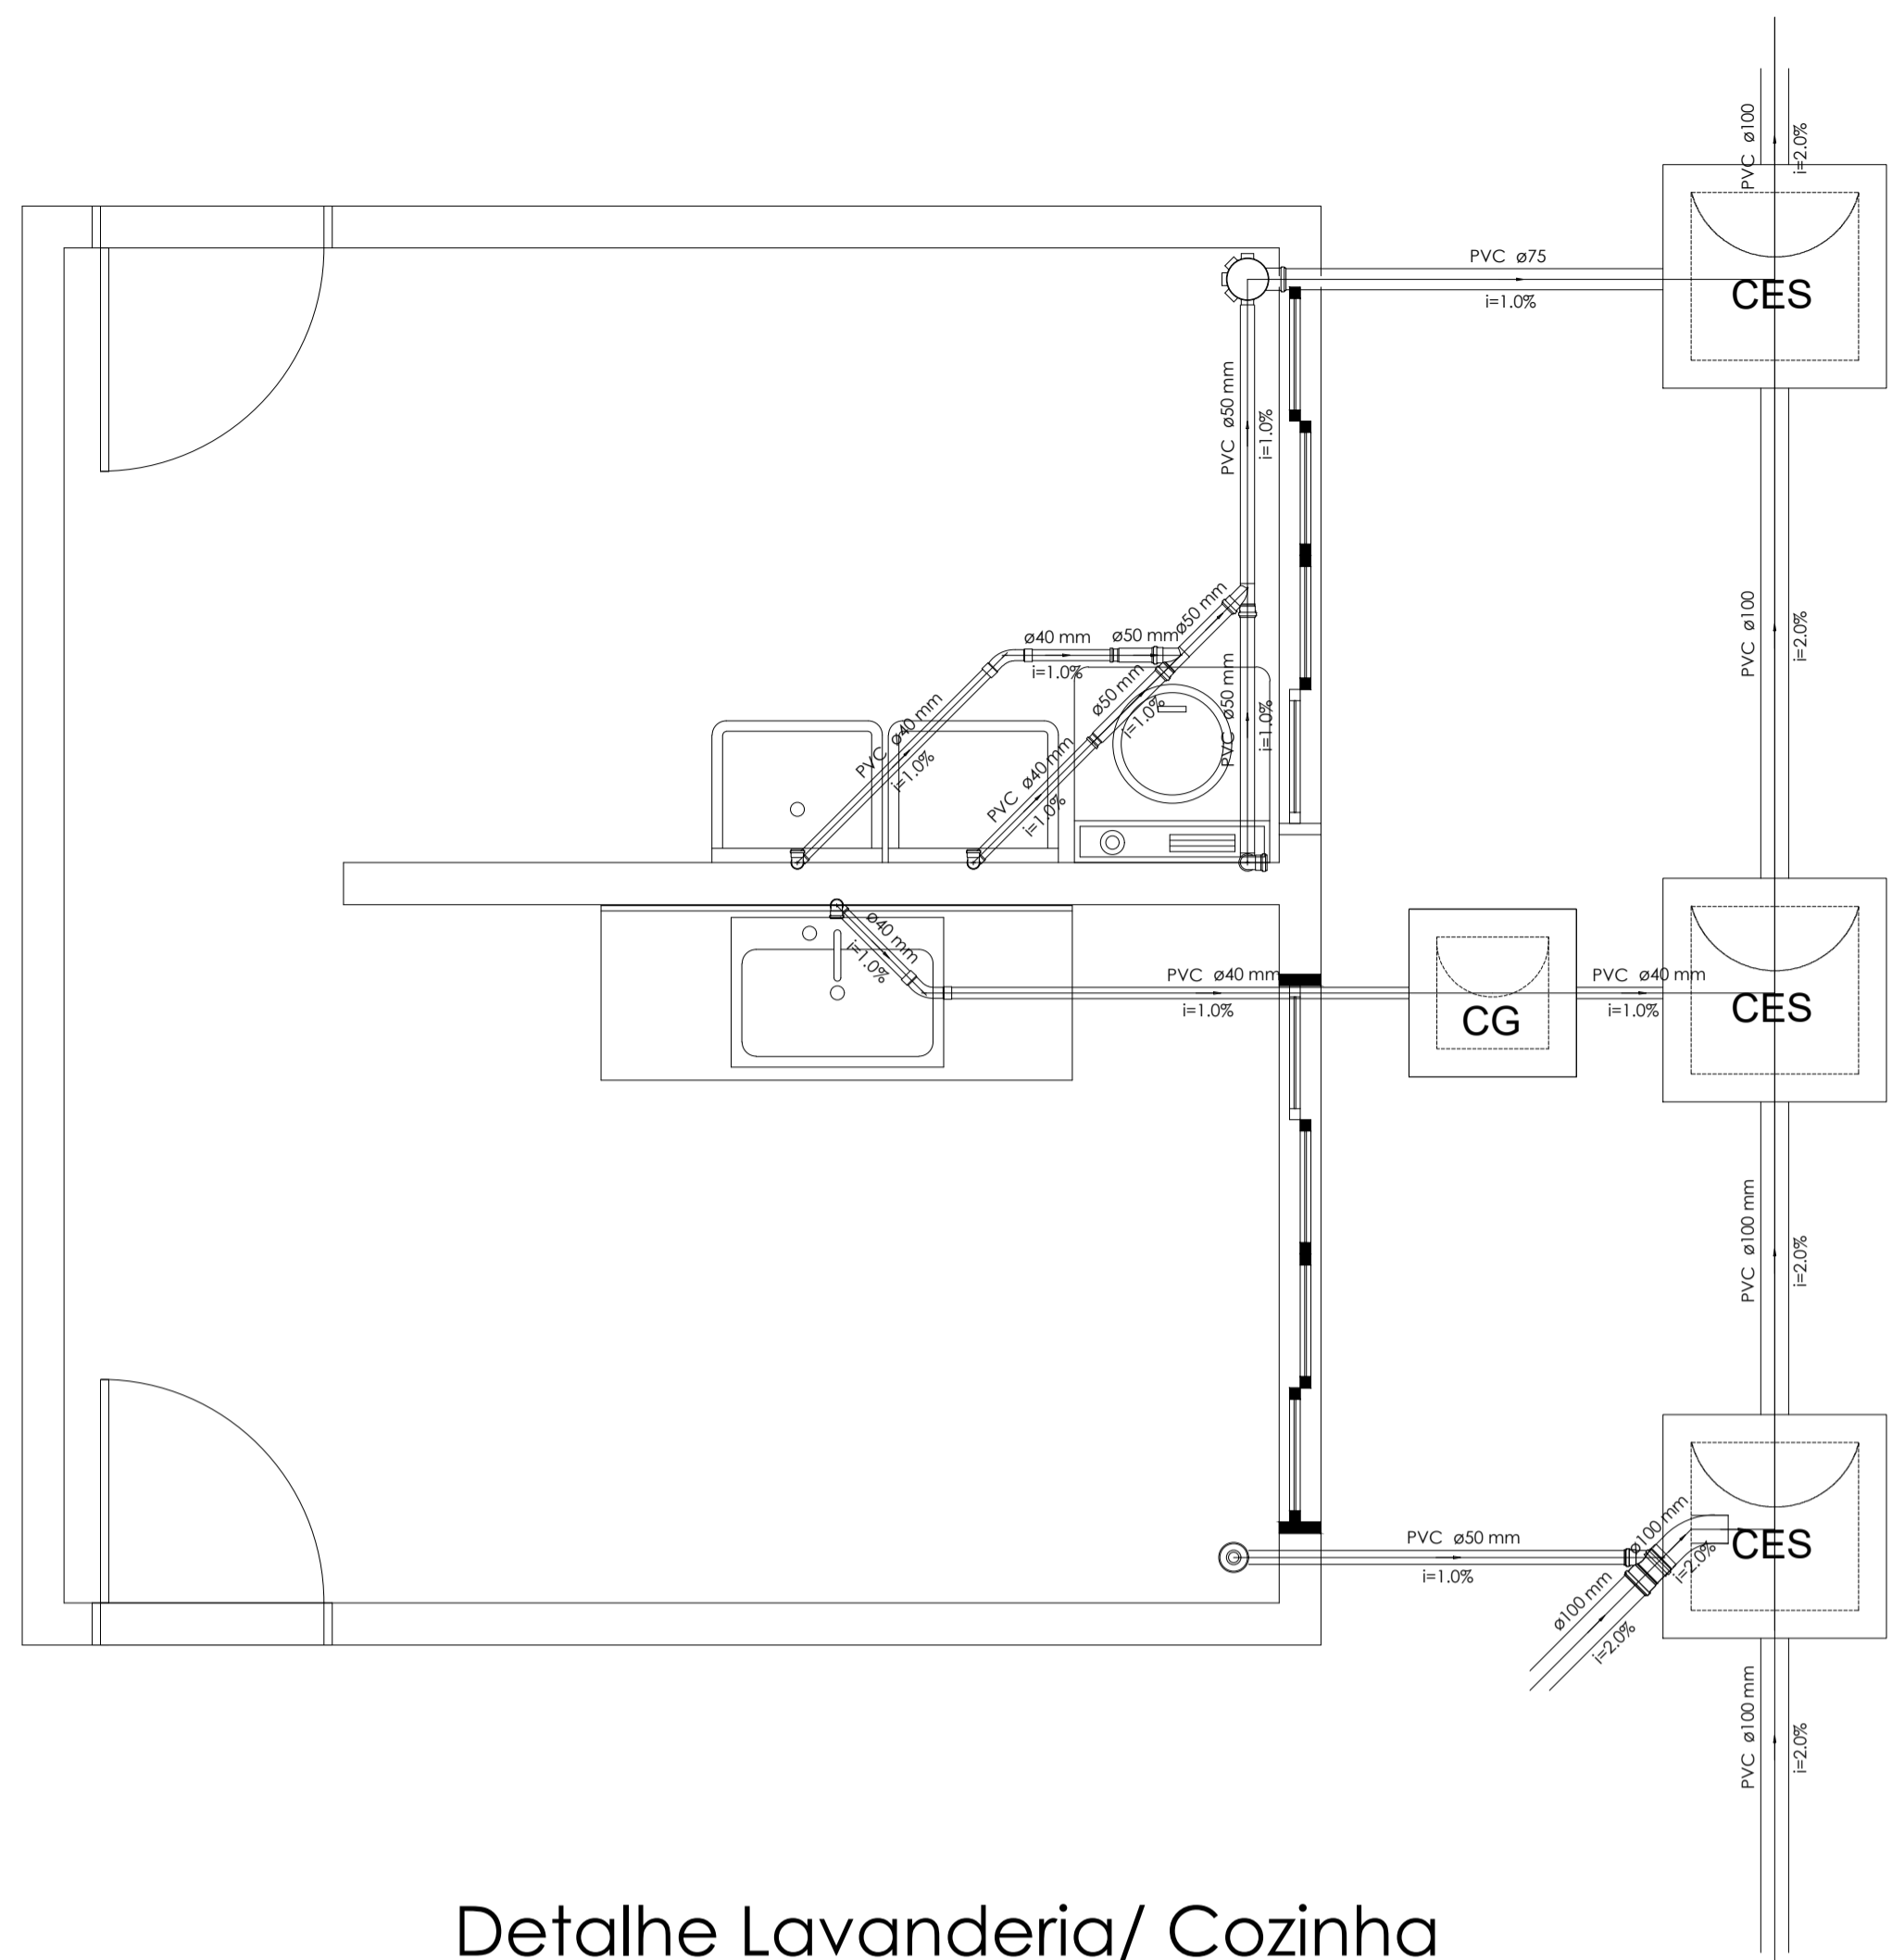 PVC ø100
i=2.0%
PVC ø75
i=1.0%
CES
PVC ø50 mm
i=1.0%
PVC ø100
i=2.0%
ø50 mm
ø40 mm
i=1.0%
ø50 mm
PVC ø40 mm
i=1.0%
ø50 mm
i=1.0%
PVC ø40 mm
i=1.0%
PVC ø50 mm
i=1.0%
ø40 mm
i=1.0%
PVC ø40 mm
i=1.0%
CG
PVC ø40 mm
i=1.0%
CES
PVC ø100 mm
i=2.0%
PVC ø50 mm
i=1.0%
ø100 mm
i=2.0%
CES
ø100 mm
i=2.0%
PVC ø100 mm
i=2.0%
Detalhe Lavanderia/ Cozinha